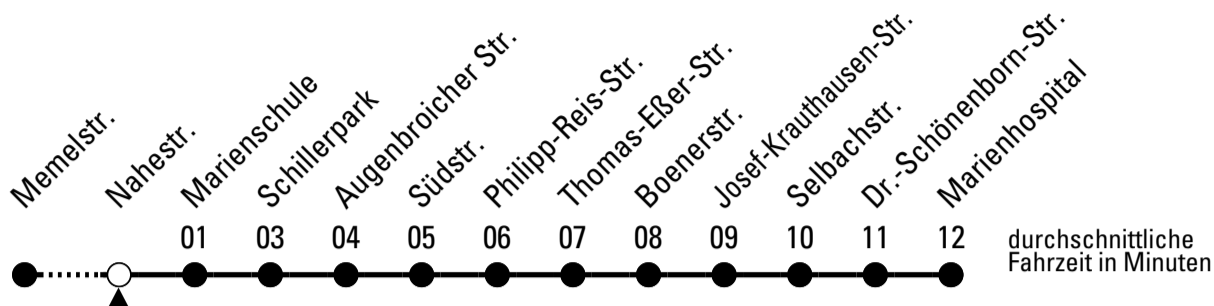 Memelstr.
Nahestr.
Marienschule
Schillerpark
Augenbroicher Str.
Südstr.
Philipp-Reis-Str.
Thomas-Eßer-Str.
Boenerstr.
Josef-Krauthausen-Str.
Selbachstr.
Dr.-Schönenborn-Str.
Marienhospital
01 03 04 05 06 07 08 09 10 11 12
durchschnittliche
Fahrzeit in Minuten